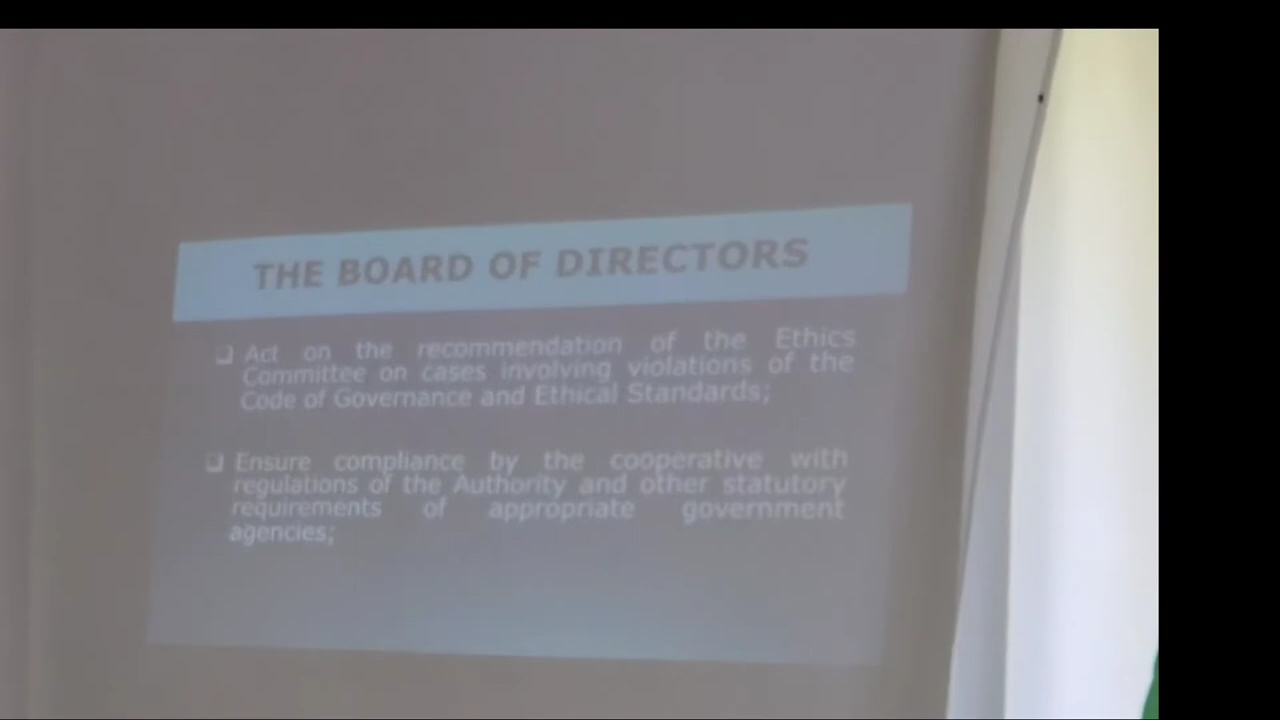 THE BOARD OF DIRECTORS
❑ Act on the recommendation of the Ethics
Committee on cases involving violations of the
Code of Governance and Ethical Standards;
❑ Ensure compliance by the cooperative with
regulations of the Authority and other statutory
requirements of appropriate government
agencies;